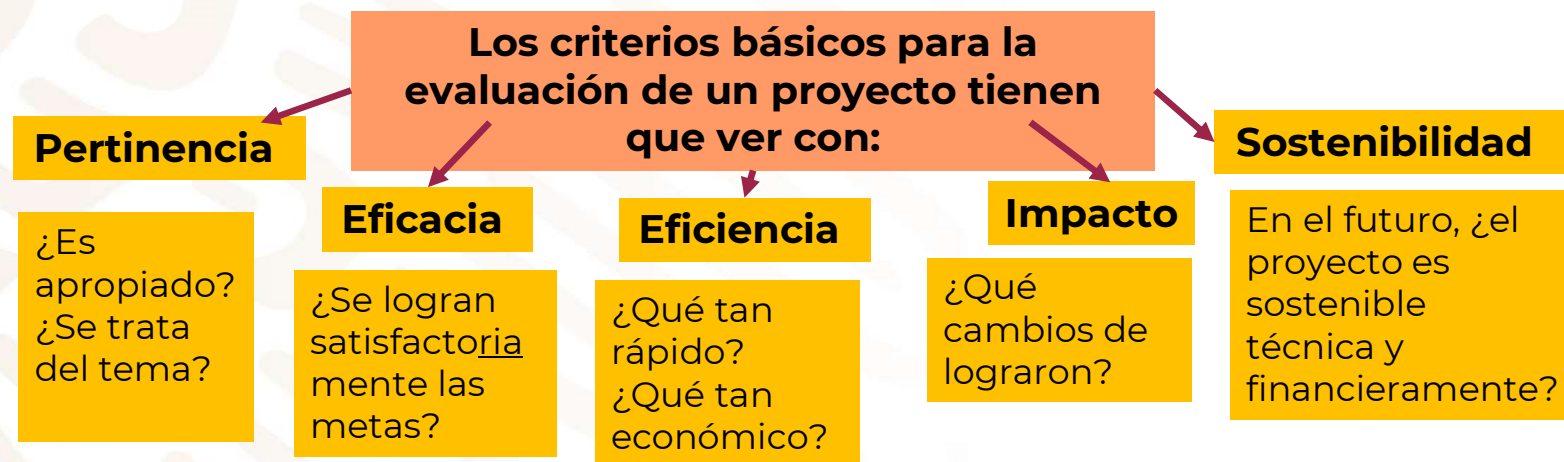 Los criterios básicos para la
evaluación de un proyecto tienen
que ver con:
Pertinencia
¿Es
apropiado?
¿Se trata
del tema?
Eficacia
¿Se logran
satisfactoria
mente las
metas?
Eficiencia
¿Qué tan
rápido?
¿Qué tan
económico?
Impacto
¿Qué
cambios de
lograron?
Sostenibilidad
En el futuro, ¿el
proyecto es
sostenible
técnica y
financieramente?